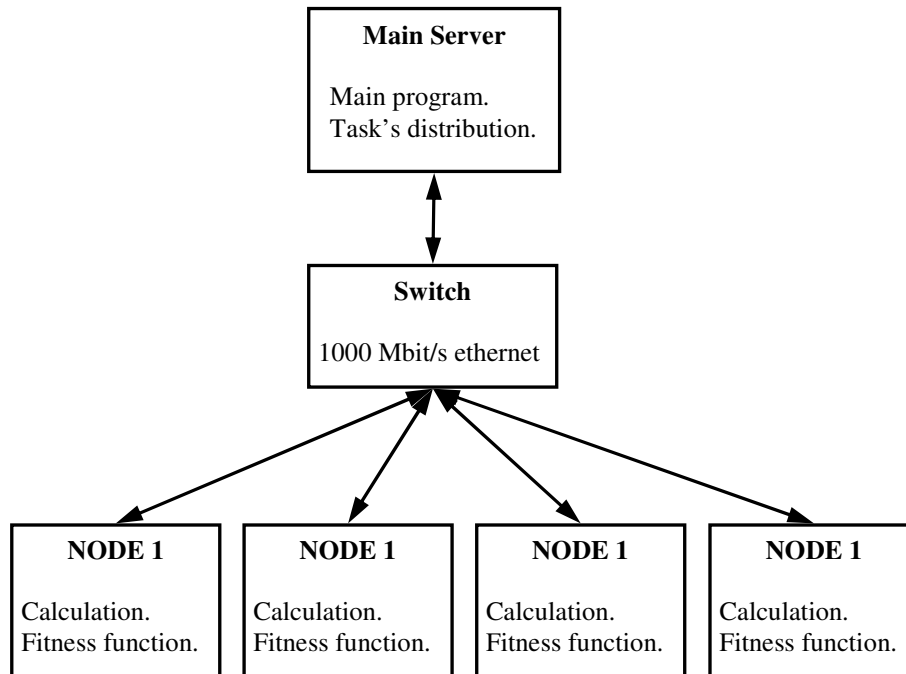 Main Server
Main program.
Task's distribution.
Switch
1000 Mbit/s ethernet
NODE 1
Calculation.
Fitness function.
NODE 1
Calculation.
Fitness function.
NODE 1
Calculation.
Fitness function.
NODE 1
Calculation.
Fitness function.